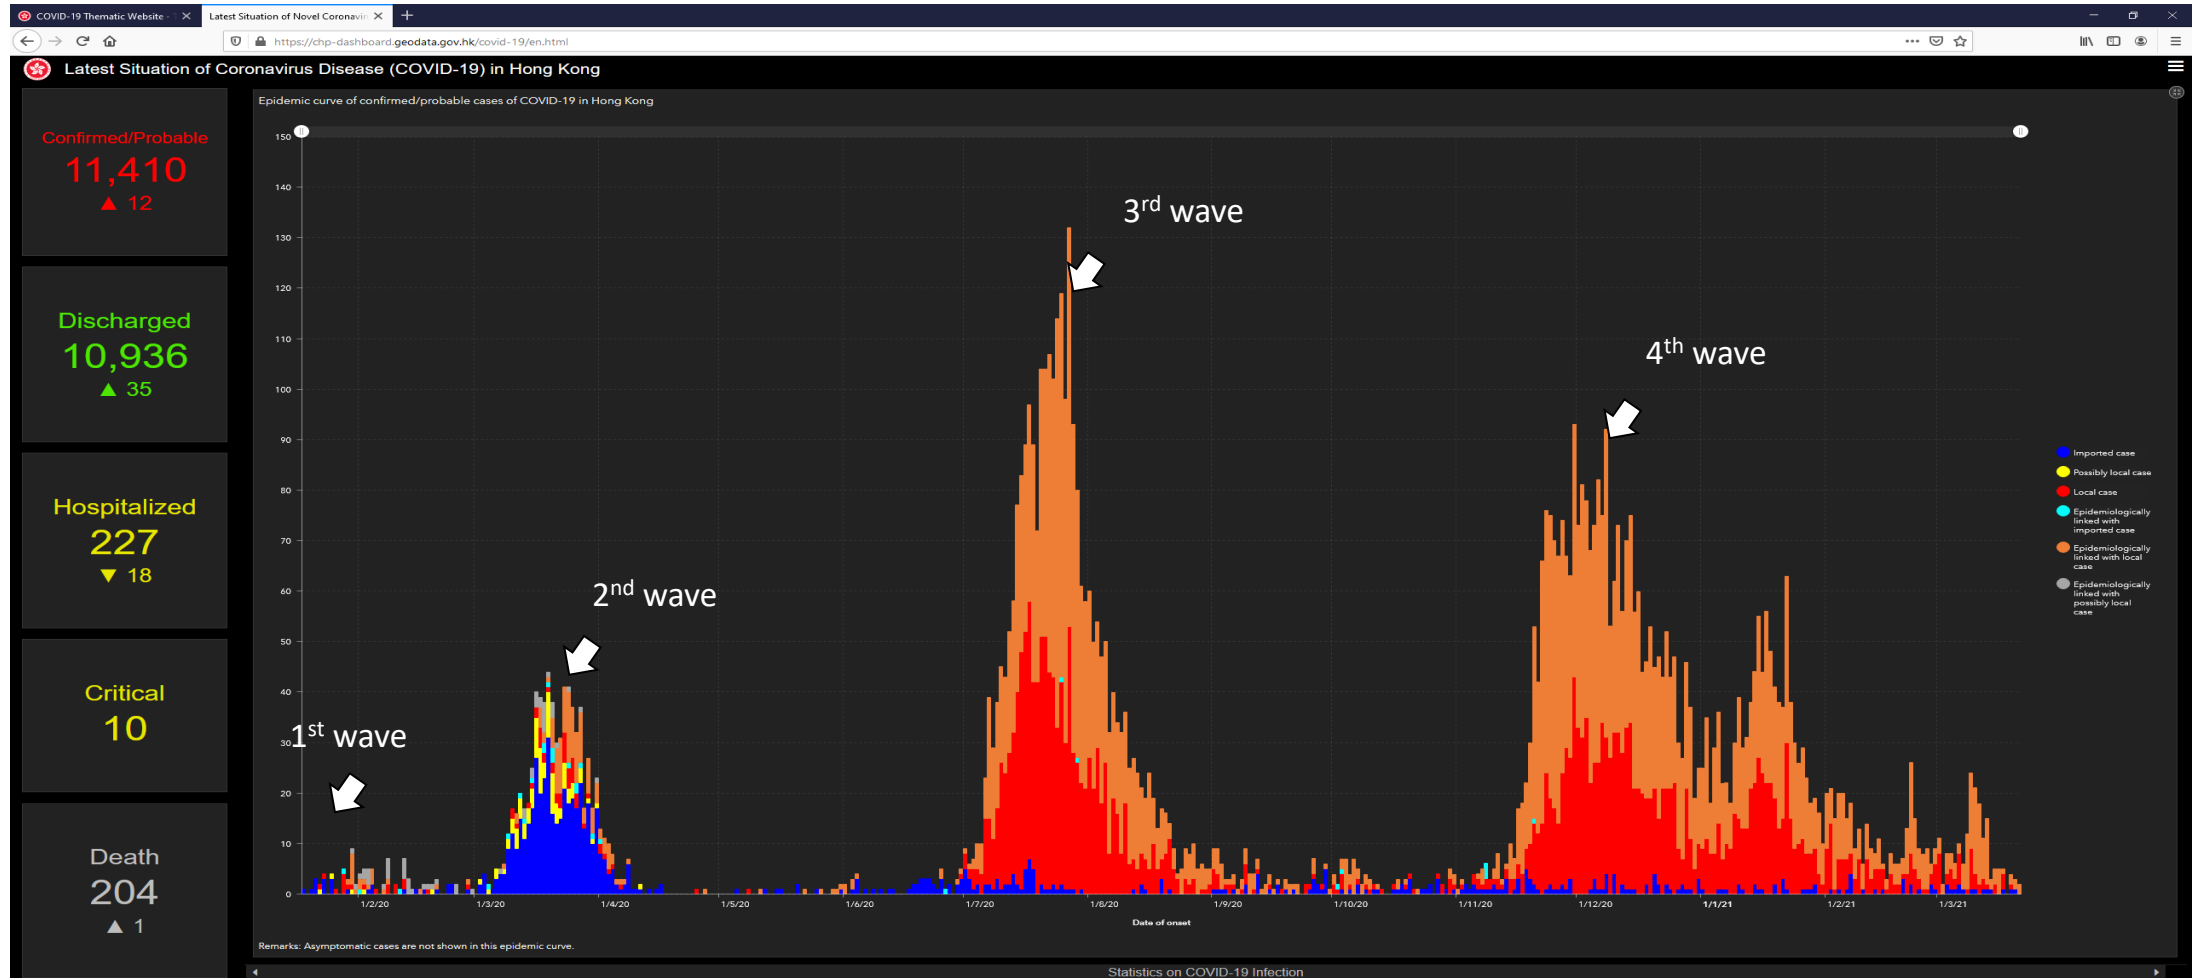 COVID-19 Thematic Website -
Latest Situation of Novel Coronavir
https://chp-dashboard.geodata.gov.hk/covid-19/en.html
Latest Situation of Coronavirus Disease (COVID-19) in Hong Kong
Confirmed/Probable
11,410
▲ 12
Discharged
10,936
▲ 35
Hospitalized
227
▼ 18
Critical
10
Death
204
▲ 1
Epidemic curve of confirmed/probable cases of COVID-19 in Hong Kong
150
140
130
120
110
100
90
80
70
60
50
40
30
20
10
0
1st wave
2nd wave
3rd wave
4th wave
1/2/20
1/3/20
1/4/20
1/5/20
1/6/20
1/7/20
1/8/20
1/9/20
1/10/20
1/11/20
1/12/20
1/1/21
1/2/21
1/3/21
Date of onset
Imported case
Possibly local case
Local case
Epidemiologically
linked with
imported case
Epidemiologically
linked with local
case
Epidemiologically
linked with
possibly local
case
Remarks: Asymptomatic cases are not shown in this epidemic curve.
Statistics on COVID-19 Infection